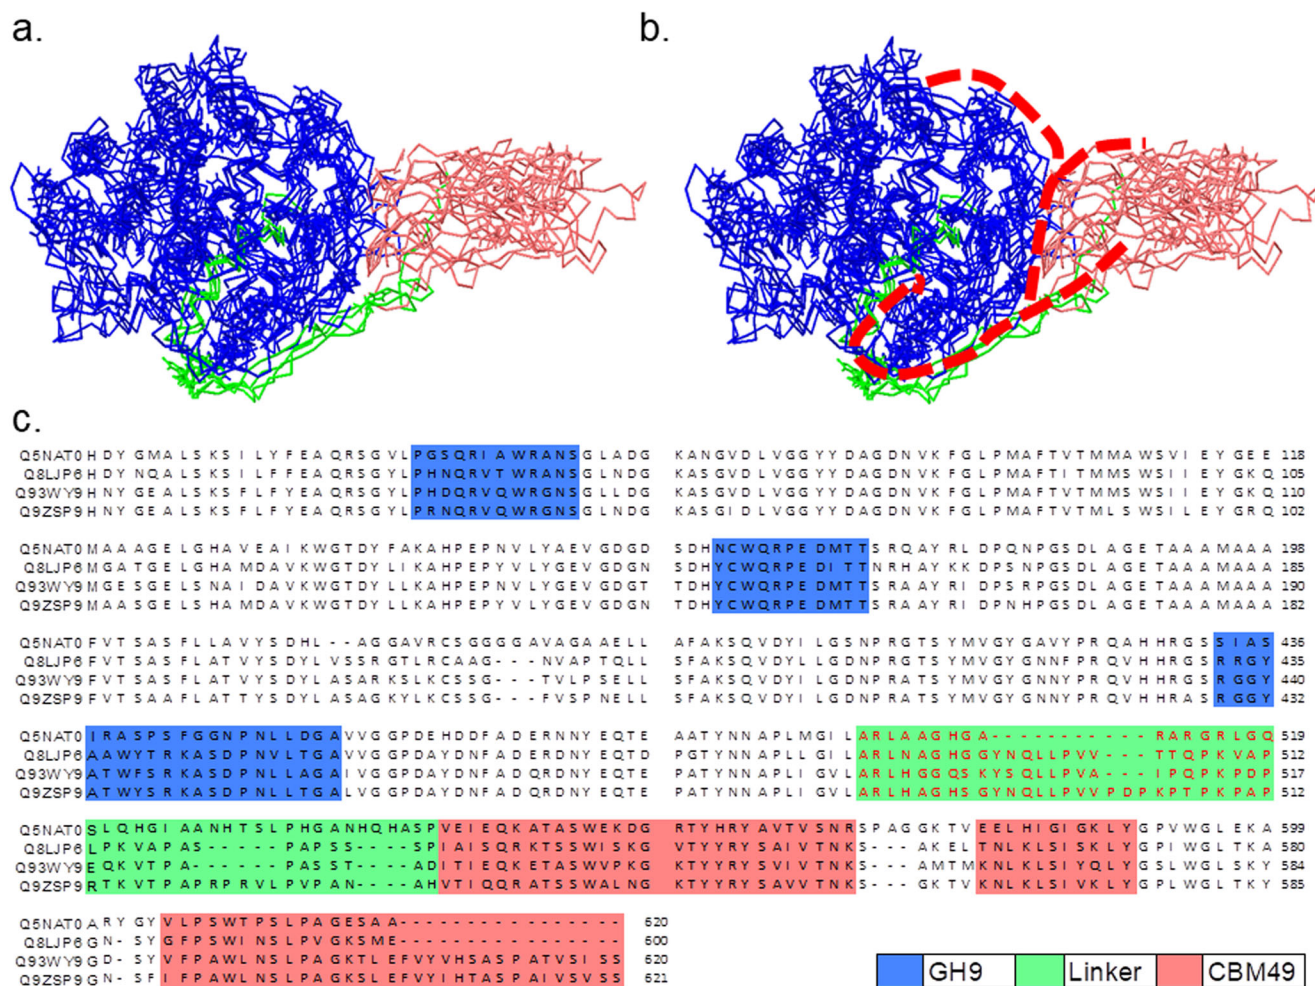 a.
b.
c.
Q5NAT0 HDYGMALSKSILYFEAQRSGVLPGSQRIAWRANSGLADG KANGVDLVGGYYDAGDNVKFGLPMAFTVTMMAWSVIEYGEE 118
Q8LJP6 HDYNQALSKSILFFEAQRSGYLPHNQRVTWRANSGLNDG KASGVDLVGGYYDAGDNVKFGLPMAFTITMMSWSIIEYGKQ 105
Q93WY9 HNYGEALSKSFLFYEAQRSGYLPHDQRVQWRGNSGLLDG KASGVDLVGGYYDAGDNVKFGLPMAFTVTMMSWSIIEYGKQ 110
Q9ZSP9 HNYGEALSKSFLFYEAQRSGYLPRNQRVQWRGNSGLNDG KASGIDLVGGYYDAGDNVKFGLPMAFTVTMLSWSIIEYGRQ 102
Q5NAT0 MAAAGELGHAVEAIKWGTDYFAKAHPEPNVLYAEVGDGD SDHNCWQRPEDMTTSRQAYRLDPQNPGSDLAGETAAAMAAA 198
Q8LJP6 MGATGELGHAMDAVKWGTDYLIKAHPEPYVLYGEVGDGN SDHYCWQRPEDITTNRHAYKKDPSNPGSDLAGETAAAMAAA 185
Q93WY9 MGESGELSNAIDAVKWGTDYLLKAHPEPNVLYGEVGDGT TDHYCWQRPEDMTTSRAAYRIDPSRPGSDLAGETAAAMAAA 190
Q9ZSP9 MAASGELSHAMDAVKWGTDYLLKAHPEPYVLYGEVGDGN TDHYCWQRPEDMTTSRAAYRIDPNHPGSDLAGETAAAMAAA 182
Q5NAT0 FVTSASFLLAVYSDHL--AGGAVRCSGGGGAVAGAAELL AFAKSQVDYILGSNPRGTSYMVGYGAVYPRQAHHRGSSIAS 436
Q8LJP6 FVTSASFLATVYSDYLVSSRGTLRCAAG---NVAPTQLL SFAKSQVDYLLGDNPRGTSYMVGYGNNFPRQVHHRGSRRGY 435
Q93WY9 FVTSASFLATVYSDYLASARKSLKCSSG---TVLPSELL SFAKSQVDYILGDNPRATSYMVGYGNNYPRQVHHRGSRGGY 440
Q9ZSP9 FVTSAAFLATTYSDYLASAGKYLKCSSG---FVSPNELL SFAKSQVDYILGDNPRATSYMVGYGNNYPRQVHHRASRGGY 432
Q5NAT0 IRASPSFGGNPNLLDGAVVGGPDEHDDFADERNNYEQTE AATYNNAPLMGILARLAAGHGA-----------RARGRLGQ 519
Q8LJP6 AAWYTRKASDPNVLTGAIVGGPDAYDNFADERDNYEQTD PGTYNNAPLLGILARLNAGHGGYNQLLPVV---TTQPKVAP 512
Q93WY9 ATWFSRKASDPNLLAGAIVGGPDAYDNFADQRDNYEQTE PATYNNAPLIGVLARLHGGQSKYSQLLPVA---IPQPKPDP 517
Q9ZSP9 ATWYSRKASDPNLLTGALVGGPDAYDNFADQRDNYEQTE PATYNNAPLIGVLARLHAGHSGYNQLLPVVPDPKPTPKPAP 512
Q5NAT0 SLQHGIAANHTSLPHGANHQHASPVEIEQKATASWEKDG RTYHRYAVTVSNRSPAGGKTVEELHIGIGKLYGPVWGLEKA 599
Q8LJP6 LPKVAPAS-----PAPSS----SPIAISQRKTSSWISKG VTYYRYSAIVTNKS---AKELTNLKLSISKLYGPLWGLTKA 580
Q93WY9 EQKVTPA------PASST----ADITIEQKETASWVPKG KTYYRYSVIVTNKS---AMTMKNLKLSIYQLYGSLWGLSKY 584
Q9ZSP9 RTKVTPAPRPRVLPVPAN----AHVTIQQRATSSWALNG KTYYRYSAVVTNKS---GKTVKNLKLSIVKLYGPLWGLTKY 585
Q5NAT0 ARYGYVLPSWTPSLPAGESAA--------------- 620
Q8LJP6 GN-SYGFPSWINSLPVGKSME--------------- 600
Q93WY9 GD-SYVFPAWLNSLPAGKTLEFVYVHSASPATVSISS 620
Q9ZSP9 GN-SFIFPAWLNSLPAGKSLEFVYIHTASPAIVSVSS 621
GH9 Linker CBM49